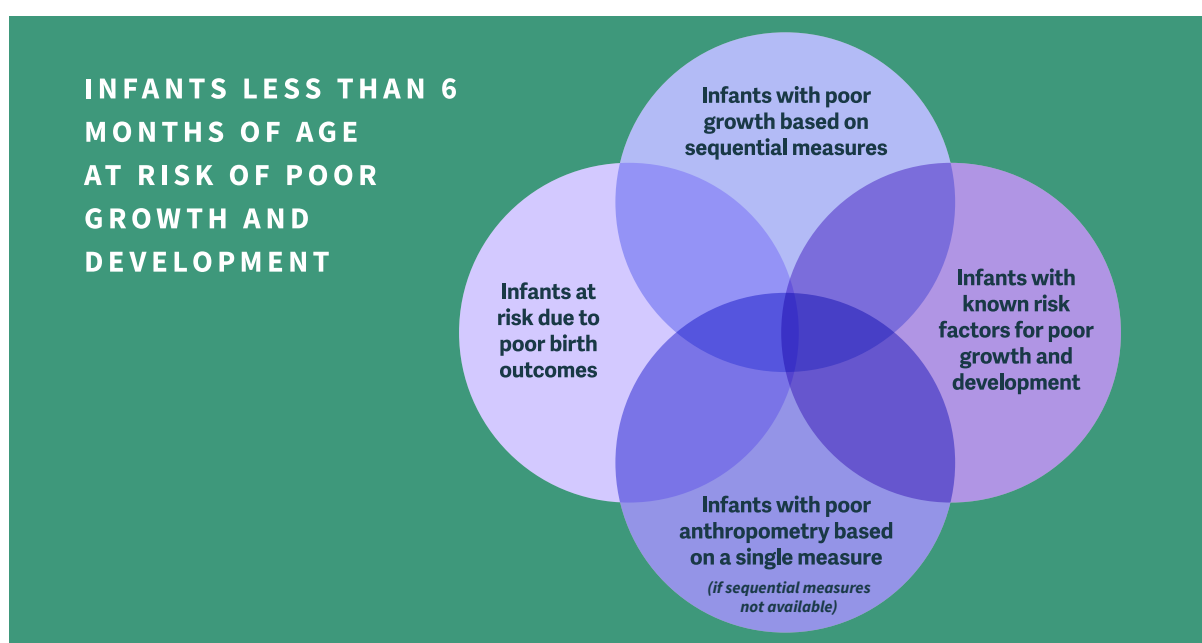 INFANTS LESS THAN 6
MONTHS OF AGE
AT RISK OF POOR
GROWTH AND
DEVELOPMENT
Infants with poor
growth based on
sequential measures
Infants at
risk due to
poor birth
outcomes
Infants with
known risk
factors for poor
growth and
development
Infants with poor
anthropometry based
on a single measure
(if sequential measures
not available)